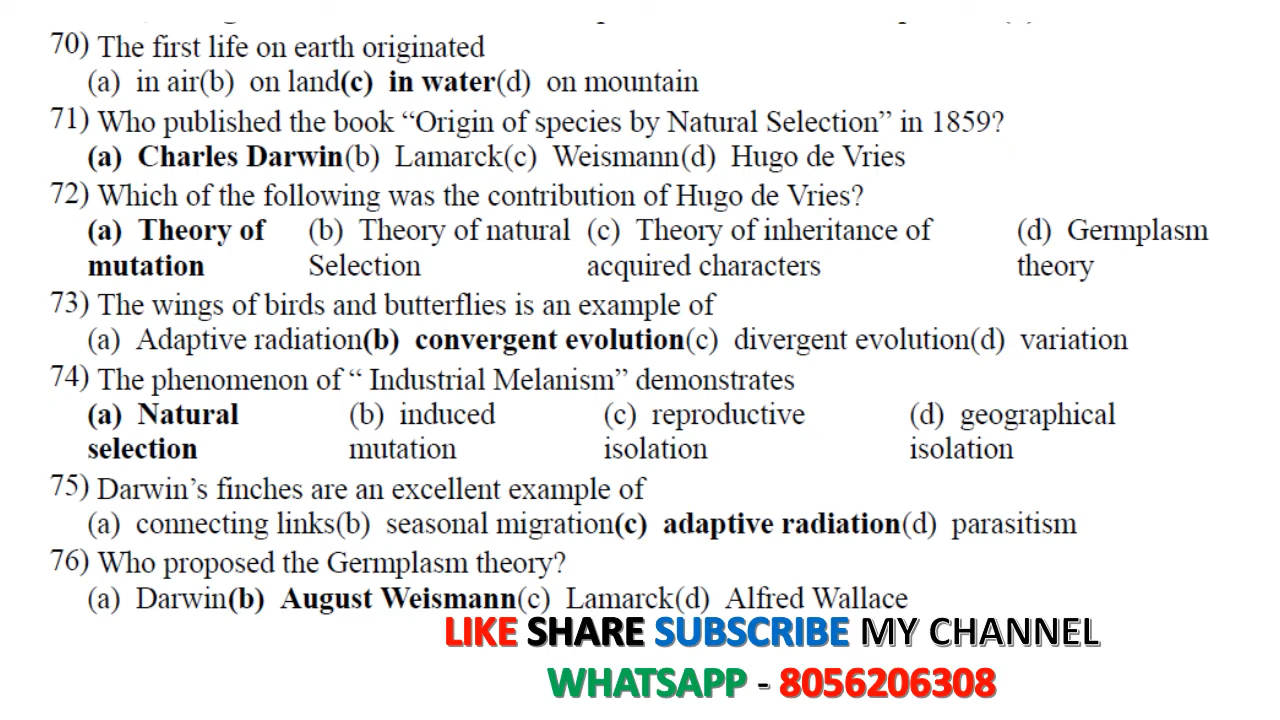 70) The first life on earth originated
(a) in air(b) on land(c) in water(d) on mountain
71) Who published the book “Origin of species by Natural Selection” in 1859?
(a) Charles Darwin(b) Lamarck(c) Weismann(d) Hugo de Vries
72) Which of the following was the contribution of Hugo de Vries?
(a) Theory of (b) Theory of natural (c) Theory of inheritance of (d) Germplasm
mutation Selection acquired characters theory
73) The wings of birds and butterflies is an example of
(a) Adaptive radiation(b) convergent evolution(c) divergent evolution(d) variation
74) The phenomenon of “ Industrial Melanism” demonstrates
(a) Natural (b) induced (c) reproductive (d) geographical
selection mutation isolation isolation
75) Darwin’s finches are an excellent example of
(a) connecting links(b) seasonal migration(c) adaptive radiation(d) parasitism
76) Who proposed the Germplasm theory?
(a) Darwin(b) August Weismann(c) Lamarck(d) Alfred Wallace
LIKE SHARE SUBSCRIBE MY CHANNEL
WHATSAPP - 8056206308